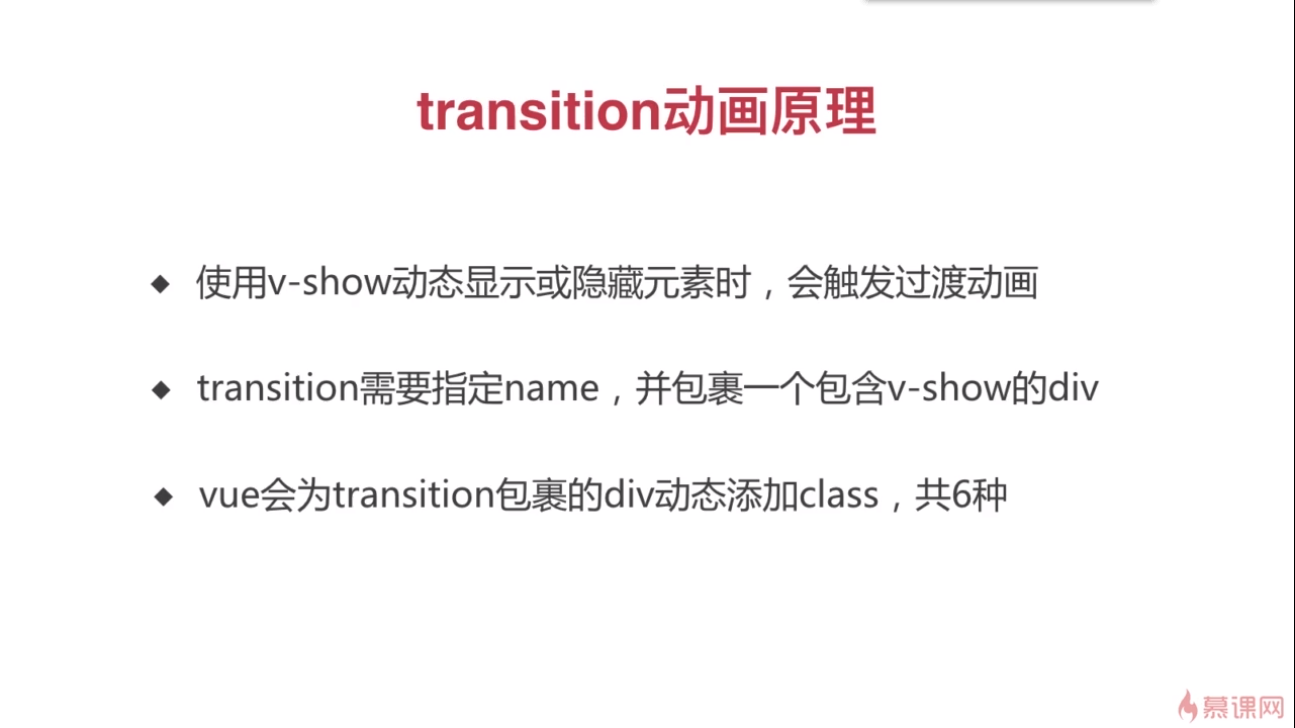 transition动画原理
使用v-show动态显示或隐藏元素时，会触发过渡动画
transition需要指定name，并包裹一个包含v-show的div
vue会为transition包裹的div动态添加class，共6种
慕课网